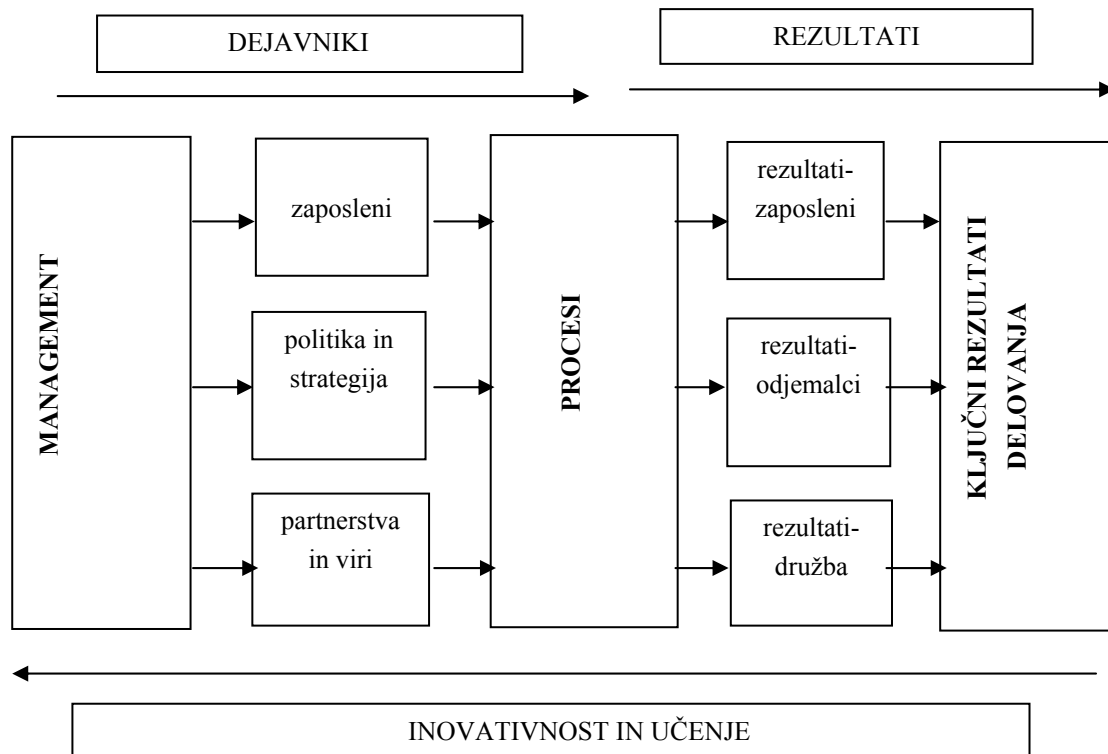 DEJAVNIKI
REZULTATI
MANAGEMENT
zaposleni
politika in
strategija
partnerstva
in viri
PROCESI
rezultati-
zaposleni
rezultati-
odjemalci
rezultati-
družba
KLJUČNI REZULTATI
DELOVANJA
INOVATIVNOST IN UČENJE